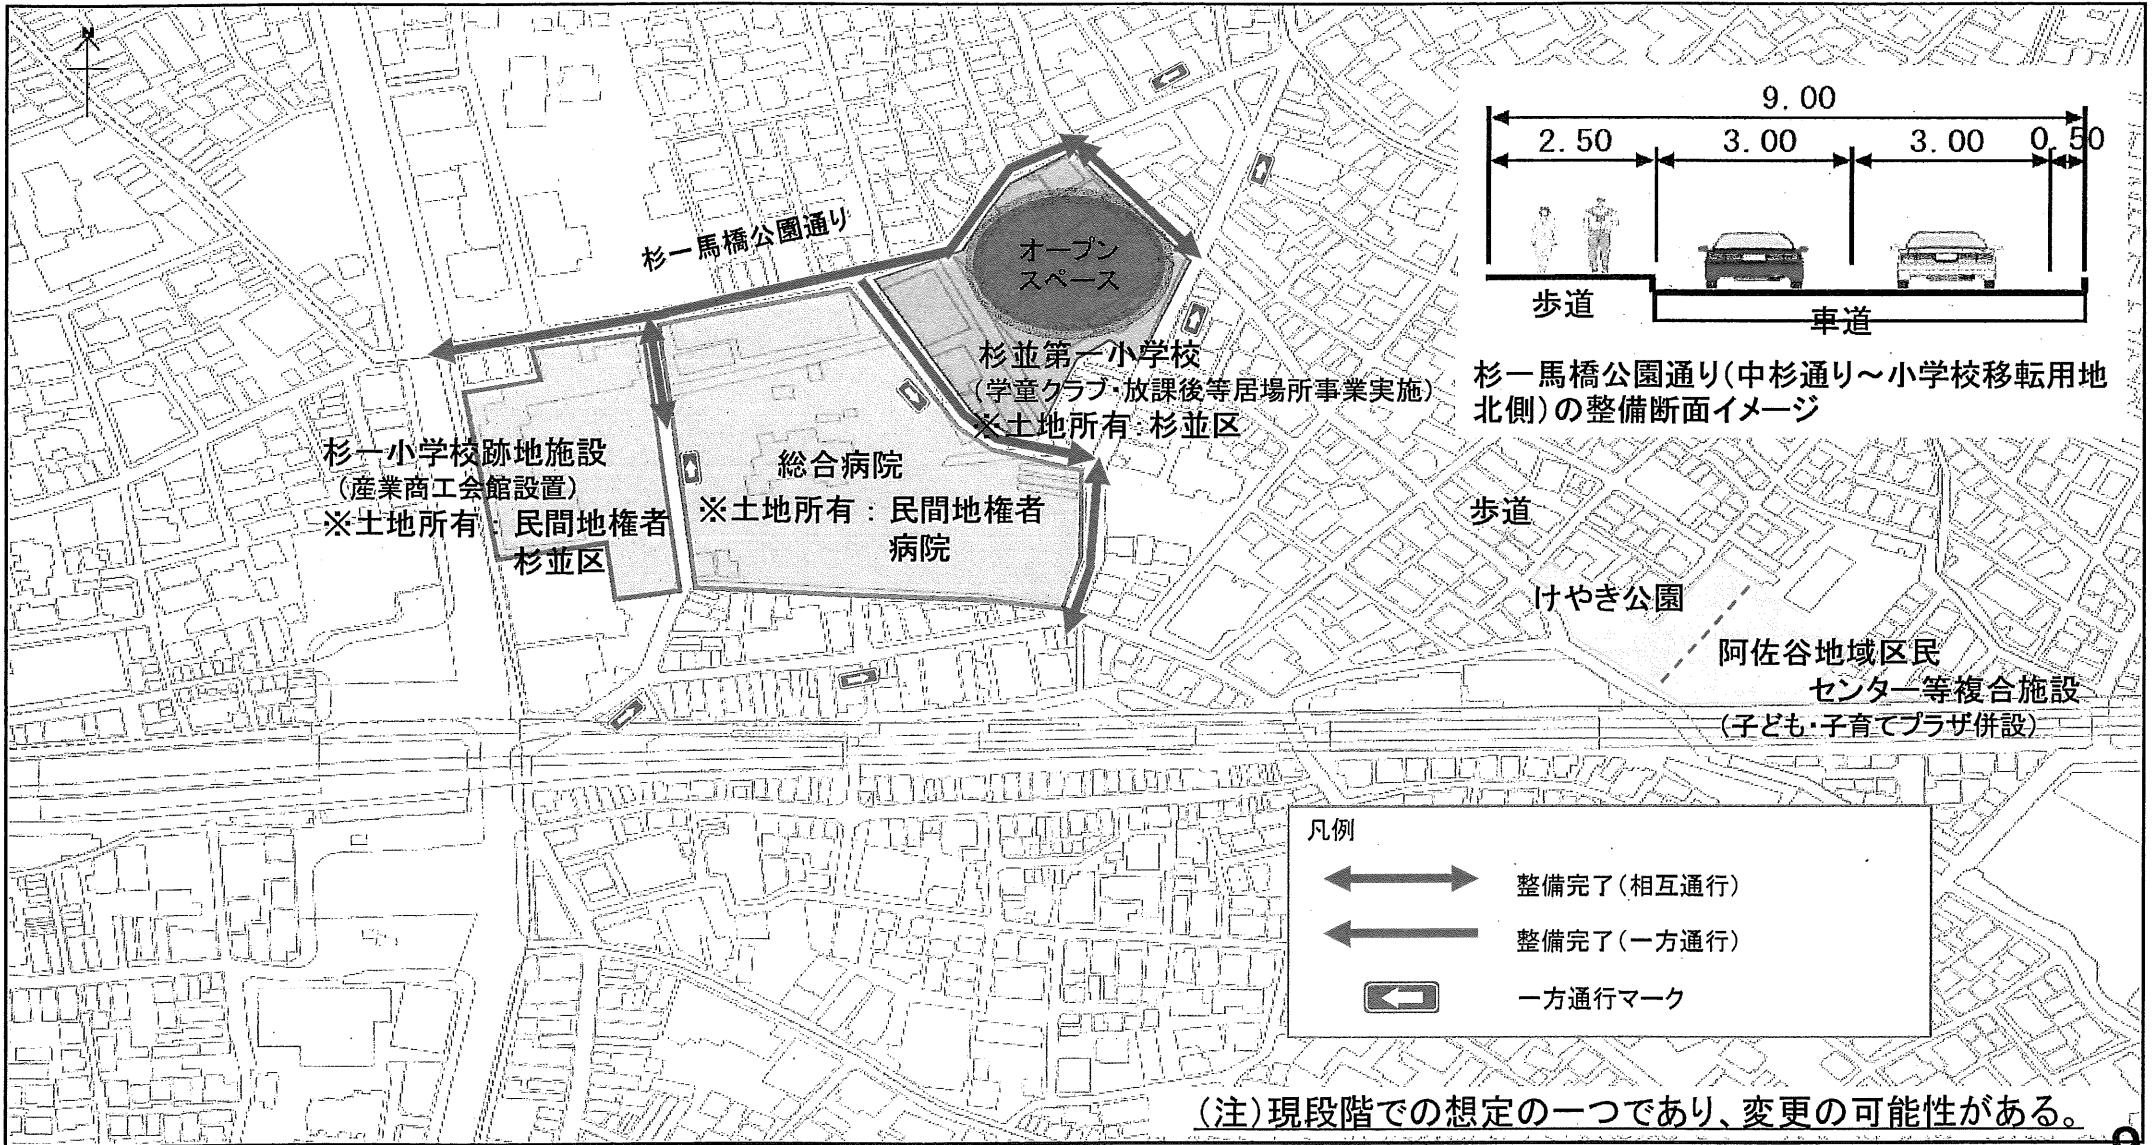 N
杉一馬橋公園通り
オープン
スペース
杉並第一小学校
（学童クラブ・放課後等居場所事業実施）
※土地所有：杉並区
杉一小学校跡地施設
（産業商工会館設置）
※土地所有：民間地権者
杉並区
総合病院
※土地所有：民間地権者
病院
9.00
2.50
3.00
3.00
0.50
歩道
車道
杉一馬橋公園通り（中杉通り～小学校移転用地
北側）の整備断面イメージ
歩道
けやき公園
阿佐谷地域区民
センター等複合施設
（子ども・子育てプラザ併設）
凡例
整備完了（相互通行）
整備完了（一方通行）
一方通行マーク
（注）現段階での想定の一つであり、変更の可能性がある。